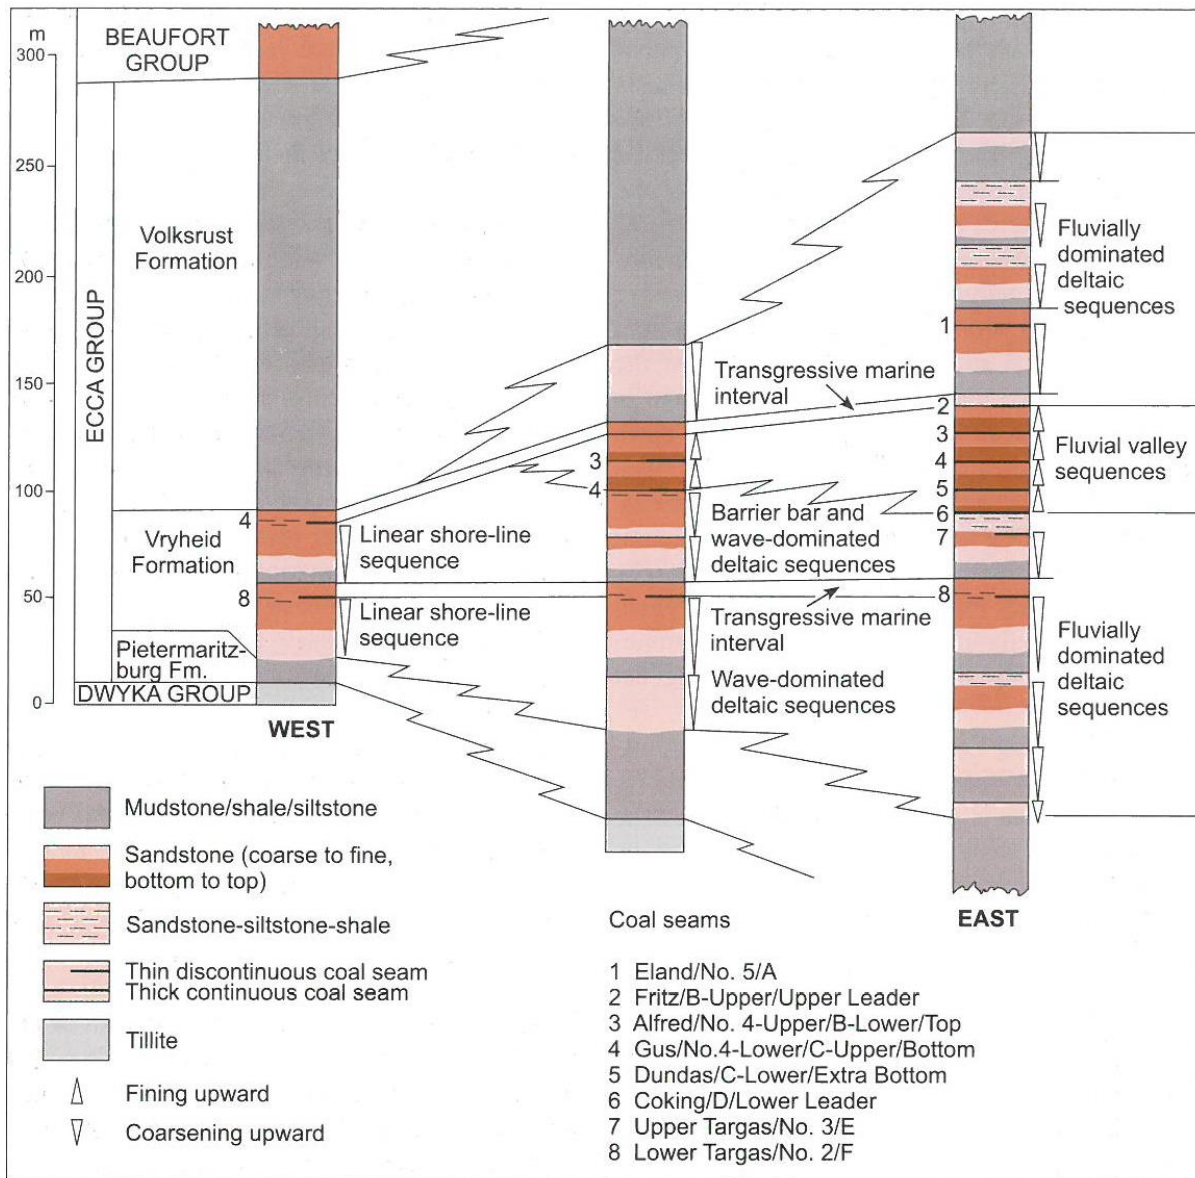 m
300
250
200
150
100
50
0
BEAUFORT
GROUP
ECCA GROUP
Volksrust
Formation
Vryheid
Formation
Pietermaritz-
burg Fm.
DWYKA GROUP
4
8
WEST
Linear shore-line
sequence
Linear shore-line
sequence
3
4
Transgressive marine
interval
Barrier bar and
wave-dominated
deltaic sequences
Transgressive marine
interval
Wave-dominated
deltaic sequences
1
2
3
4
5
6
7
8
EAST
Fluvially
dominated
deltaic
sequences
Fluvial valley
sequences
Fluvially
dominated
deltaic
sequences
Mudstone/shale/siltstone
Sandstone (coarse to fine,
bottom to top)
Sandstone-siltstone-shale
Thin discontinuous coal seam
Thick continuous coal seam
Tillite
Fining upward
Coarsening upward
Coal seams
1 Eland/No. 5/A
2 Fritz/B-Upper/Upper Leader
3 Alfred/No. 4-Upper/B-Lower/Top
4 Gus/No.4-Lower/C-Upper/Bottom
5 Dundas/C-Lower/Extra Bottom
6 Coking/D/Lower Leader
7 Upper Targas/No. 3/E
8 Lower Targas/No. 2/F